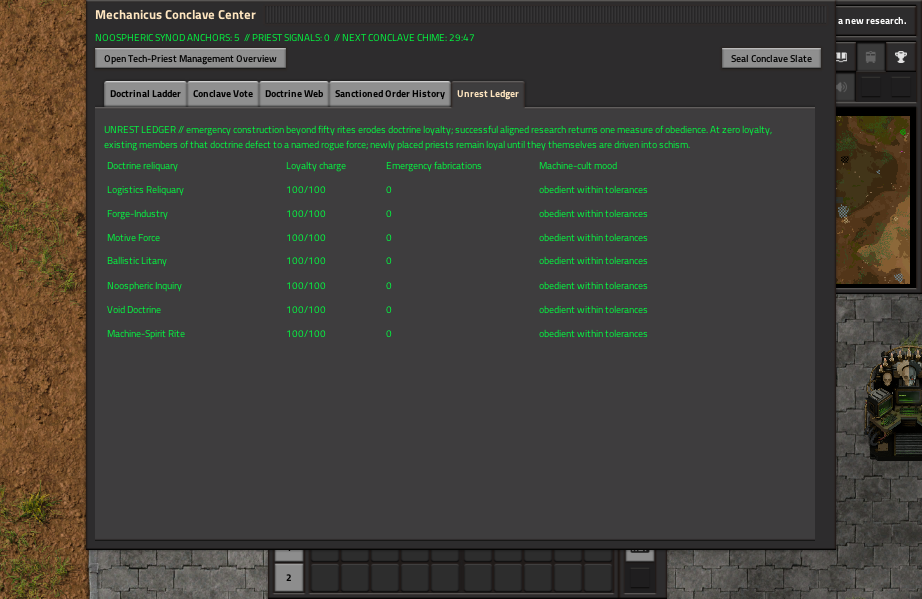 Mechanicus Conclave Center
a new research.
NOOSPHERIC SYNOD ANCHORS: 5 // PRIEST SIGNALS: 0 // NEXT CONCLAVE CHIME: 29:47
Open Tech-Priest Management Overview
Seal Conclave Slate
Doctrinal Ladder Conclave Vote Doctrine Web Sanctioned Order History Unrest Ledger
UNREST LEDGER // emergency construction beyond fifty rites erodes doctrine loyalty; successful aligned research returns one measure of obedience. At zero loyalty,
existing members of that doctrine defect to a named rogue force; newly placed priests remain loyal until they themselves are driven into schism.
Doctrine reliquary Loyalty charge Emergency fabrications Machine-cult mood
Logistics Reliquary 100/100 0 obedient within tolerances
Forge-Industry 100/100 0 obedient within tolerances
Motive Force 100/100 0 obedient within tolerances
Ballistic Litany 100/100 0 obedient within tolerances
Noospheric Inquiry 100/100 0 obedient within tolerances
Void Doctrine 100/100 0 obedient within tolerances
Machine-Spirit Rite 100/100 0 obedient within tolerances
2